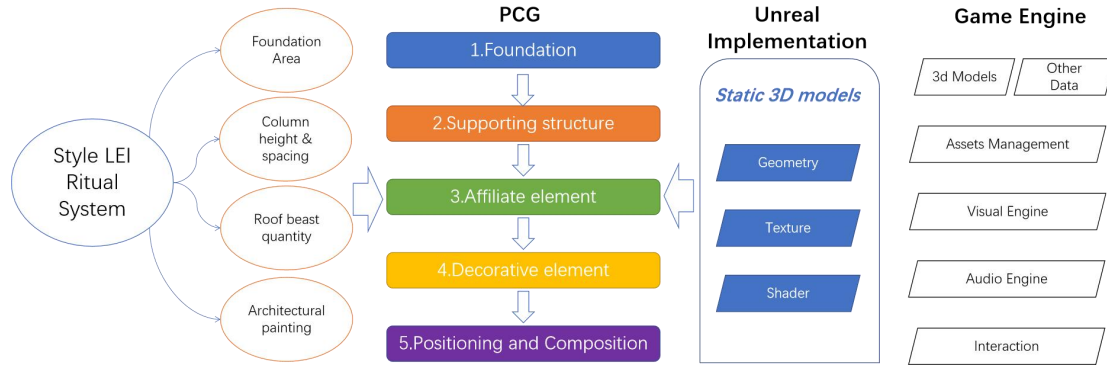 Style LEI
Ritual
System
Foundation
Area
Column
height &
spacing
Roof beast
quantity
Architectural
painting
PCG
1.Foundation
2.Supporting structure
3.Affiliate element
4.Decorative element
5.Positioning and Composition
Unreal
Implementation
Static 3D models
Geometry
Texture
Shader
Game Engine
3d Models
Other
Data
Assets Management
Visual Engine
Audio Engine
Interaction